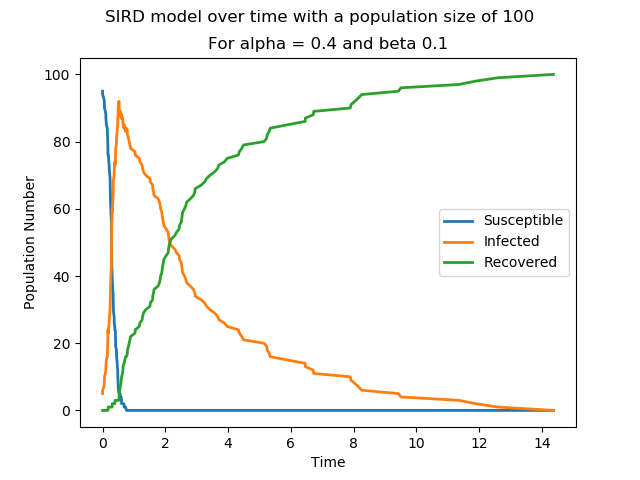 SIRD model over time with a population size of 100
For alpha = 0.4 and beta 0.1
100
80
60
40
20
0
Population Number
Susceptible
Infected
Recovered
0 2 4 6 8 10 12 14
Time